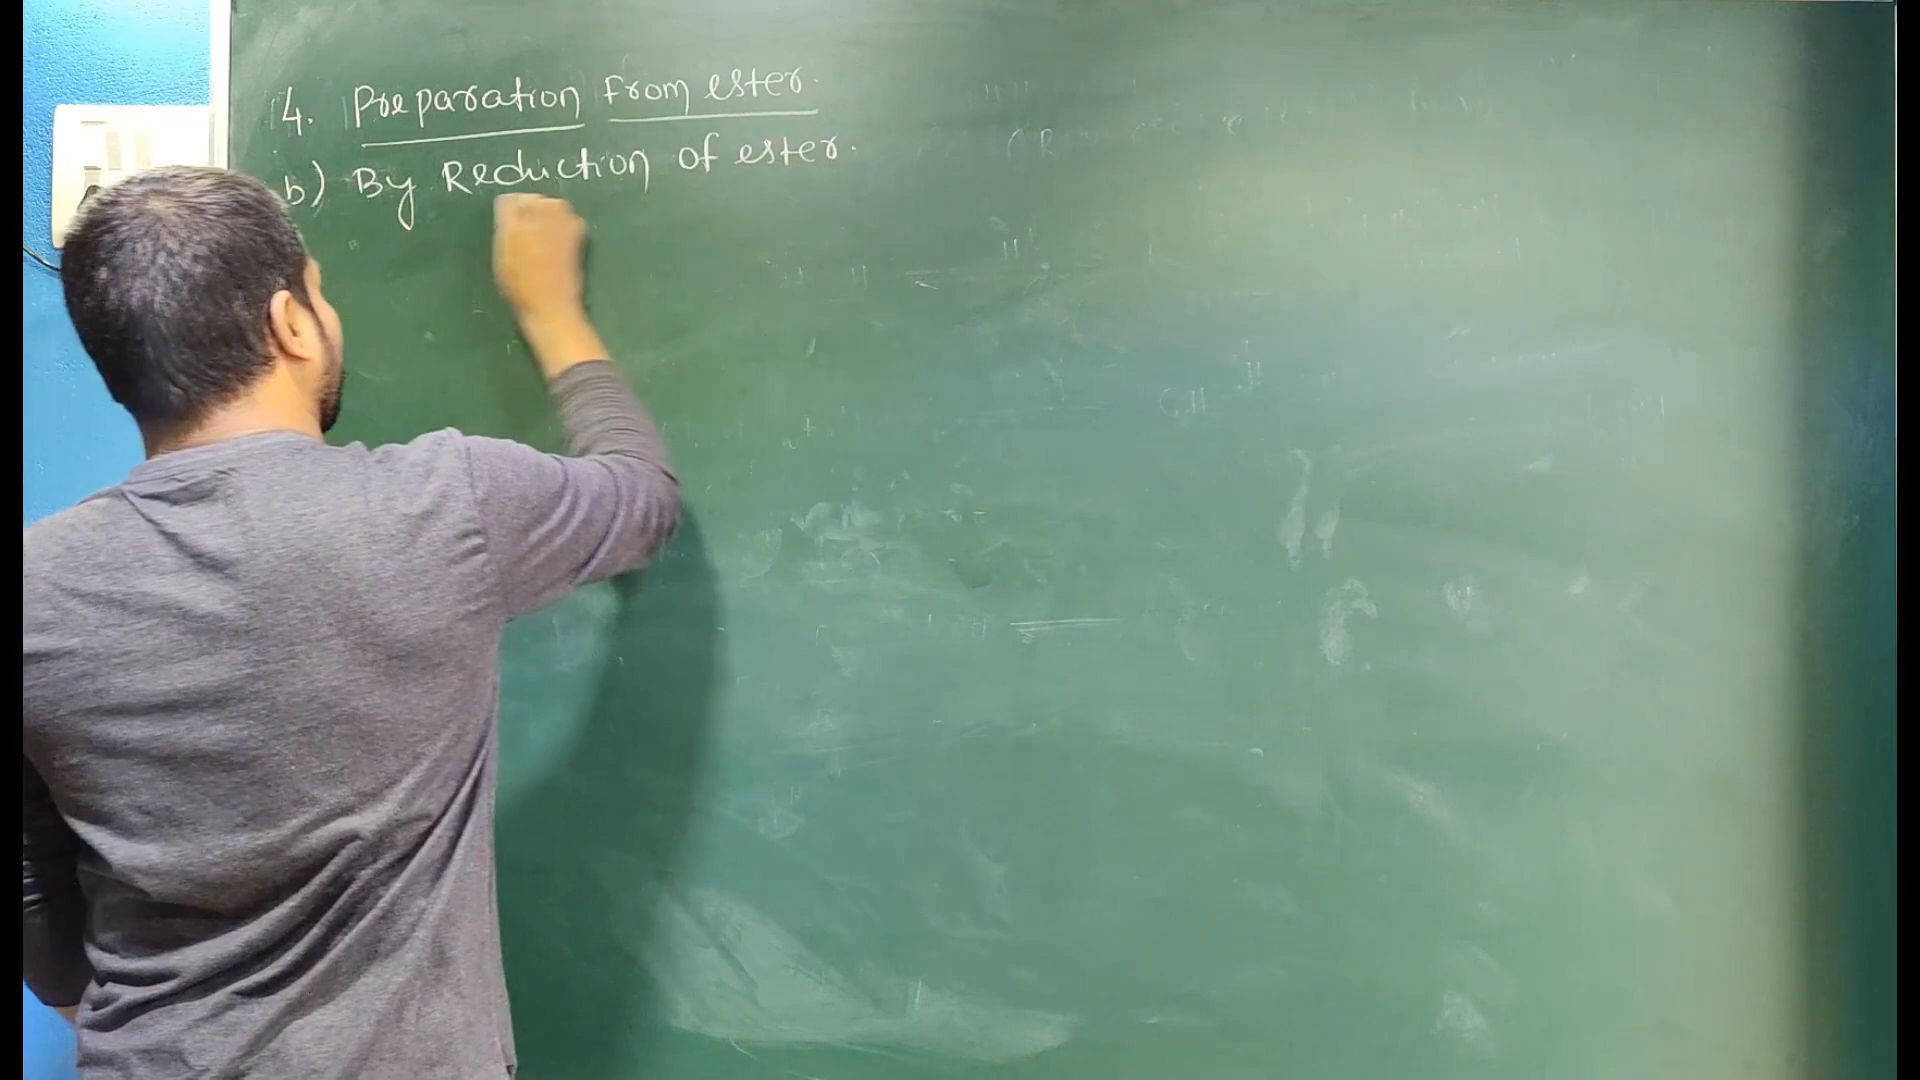 4. Preparation from ester.
b) By Reduction of ester.